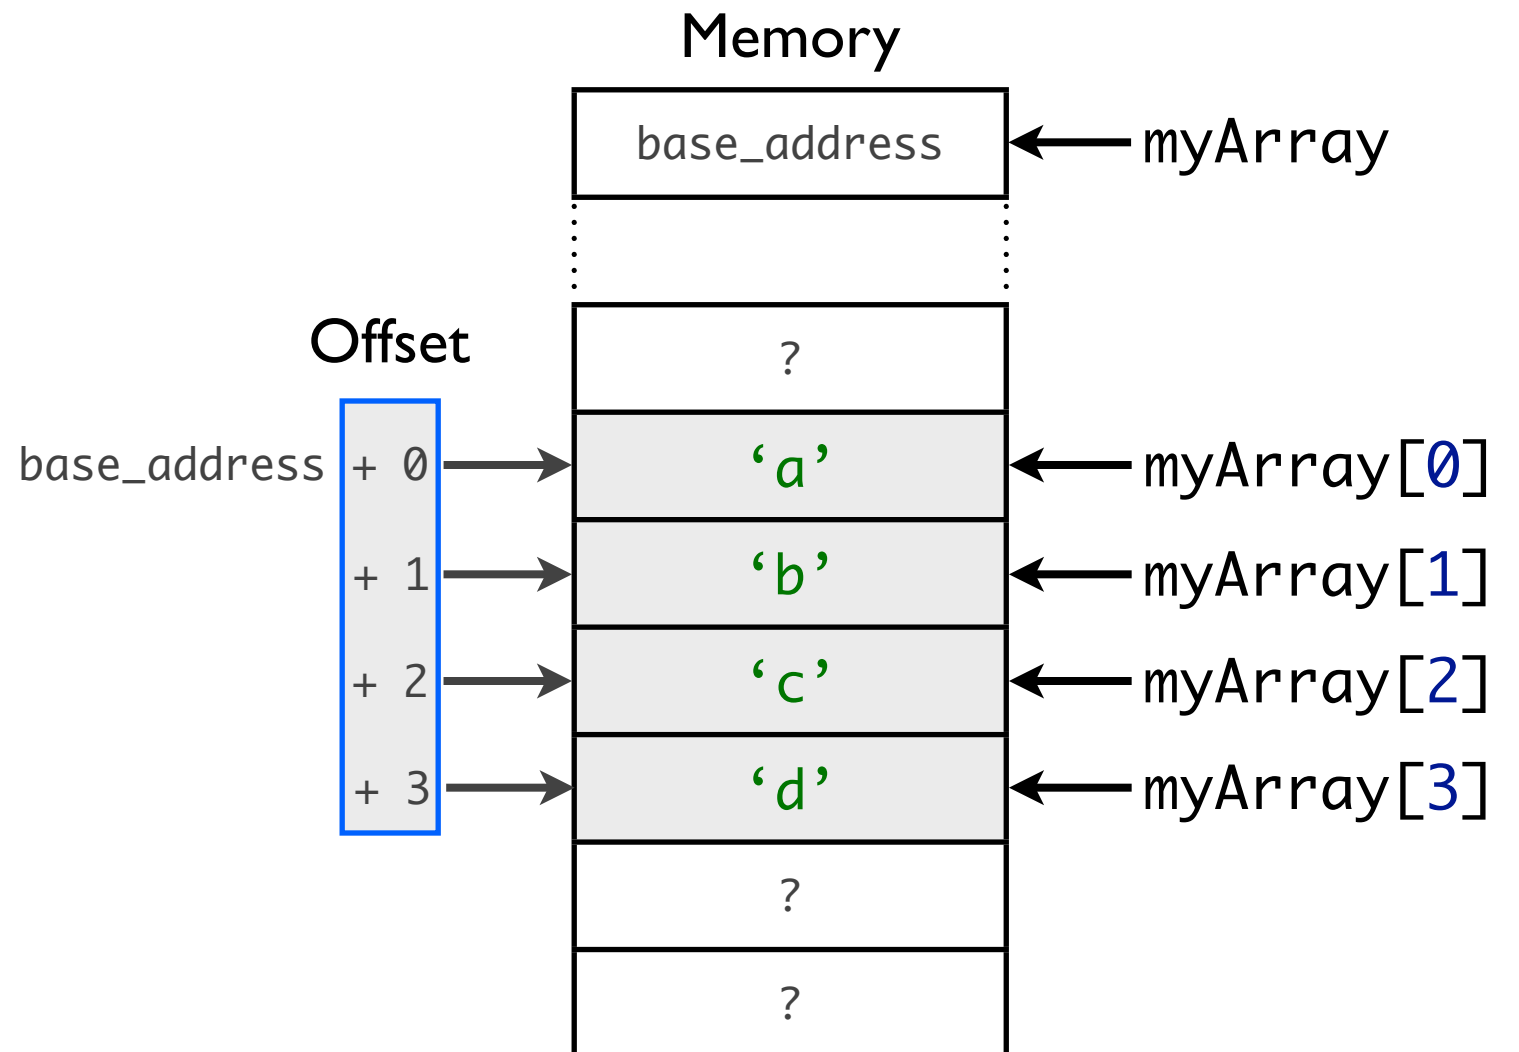 Memory
base_address myArray
Offset
?
base_address + 0 ‘a’ myArray[0]
+ 1 ‘b’ myArray[1]
+ 2 ‘c’ myArray[2]
+ 3 ‘d’ myArray[3]
?
?